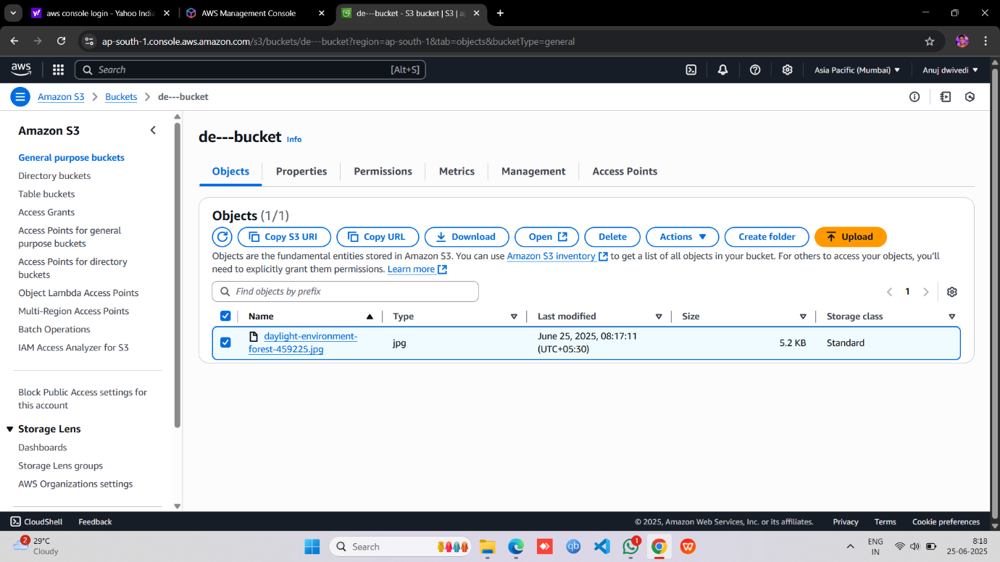 aws console login - Yahoo India
AWS Management Console
de---bucket - S3 bucket | S3 | a
ap-south-1.console.aws.amazon.com/s3/buckets/de---bucket?region=ap-south-1&tab=objects&bucketType=general
aws
Search
[Alt+S]
Asia Pacific (Mumbai)
Anuj dwivedi
Amazon S3
Buckets
de---bucket
Amazon S3
General purpose buckets
Directory buckets
Table buckets
Access Grants
Access Points for general
purpose buckets
Access Points for directory
buckets
Object Lambda Access Points
Multi-Region Access Points
Batch Operations
IAM Access Analyzer for S3
Block Public Access settings for
this account
Storage Lens
Dashboards
Storage Lens groups
AWS Organizations settings
de---bucket Info
Objects
Properties
Permissions
Metrics
Management
Access Points
Objects (1/1)
Copy S3 URI
Copy URL
Download
Open
Delete
Actions
Create folder
Upload
Objects are the fundamental entities stored in Amazon S3. You can use Amazon S3 inventory to get a list of all objects in your bucket. For others to access your objects, you'll
need to explicitly grant them permissions. Learn more
Find objects by prefix
1
Name
Type
Last modified
Size
Storage class
daylight-environment-
forest-459225.jpg
jpg
June 25, 2025, 08:17:11
(UTC+05:30)
5.2 KB
Standard
CloudShell
Feedback
© 2025, Amazon Web Services, Inc. or its affiliates.
Privacy
Terms
Cookie preferences
2
29°C
Cloudy
Search
qb
1
W
ENG
IN
8:18
25-06-2025